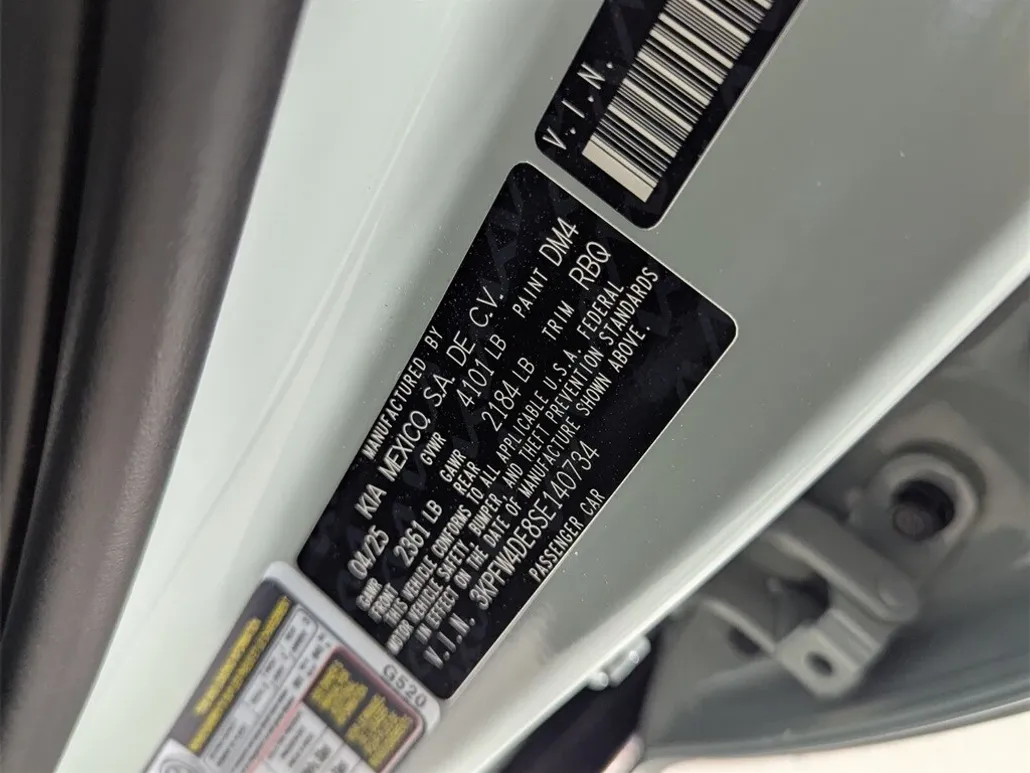 V.I.N.
MANUFACTURED BY
04/25 KIA MEXICO, S.A. DE C.V.
GVWR 4101 LB PAINT DM4
GAWR FRONT 2361 LB GAWR REAR 2184 LB TRIM RBQ
THIS VEHICLE CONFORMS TO ALL APPLICABLE U.S.A. FEDERAL
MOTOR VEHICLE SAFETY, BUMPER AND THEFT PREVENTION STANDARDS
IN EFFECT ON THE DATE OF MANUFACTURE SHOWN ABOVE.
V.I.N. 3KPFW4DE8SE140734
PASSENGER CAR
G520